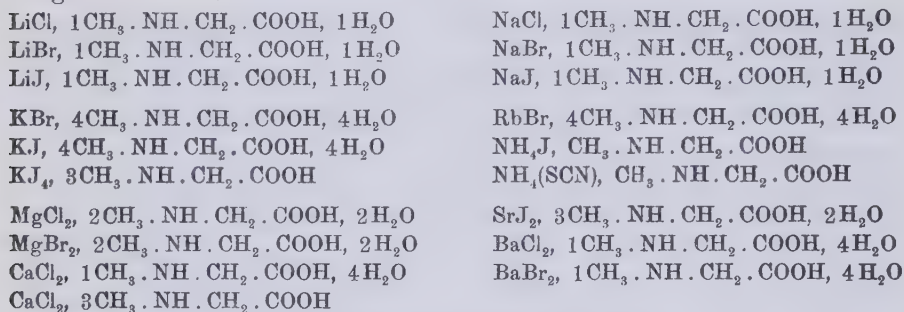 LiCl, 1CH₃.NH.CH₂.COOH, 1H₂O
LiBr, 1CH₃.NH.CH₂.COOH, 1H₂O
LiJ, 1CH₃.NH.CH₂.COOH, 1H₂O
KBr, 4CH₃.NH.CH₂.COOH, 4H₂O
KJ, 4CH₃.NH.CH₂.COOH, 4H₂O
KJ₄, 3CH₃.NH.CH₂.COOH
MgCl₂, 2CH₃.NH.CH₂.COOH, 2H₂O
MgBr₂, 2CH₃.NH.CH₂.COOH, 2H₂O
CaCl₂, 1CH₃.NH.CH₂.COOH, 4H₂O
CaCl₂, 3CH₃.NH.CH₂.COOH
NaCl, 1CH₃.NH.CH₂.COOH, 1H₂O
NaBr, 1CH₃.NH.CH₂.COOH, 1H₂O
NaJ, 1CH₃.NH.CH₂.COOH, 1H₂O
RbBr, 4CH₃.NH.CH₂.COOH, 4H₂O
NH₄J, CH₃.NH.CH₂.COOH
NH₄(SCN), CH₃.NH.CH₂.COOH
SrJ₂, 3CH₃.NH.CH₂.COOH, 2H₂O
BaCl₂, 1CH₃.NH.CH₂.COOH, 4H₂O
BaBr₂, 1CH₃.NH.CH₂.COOH, 4H₂O